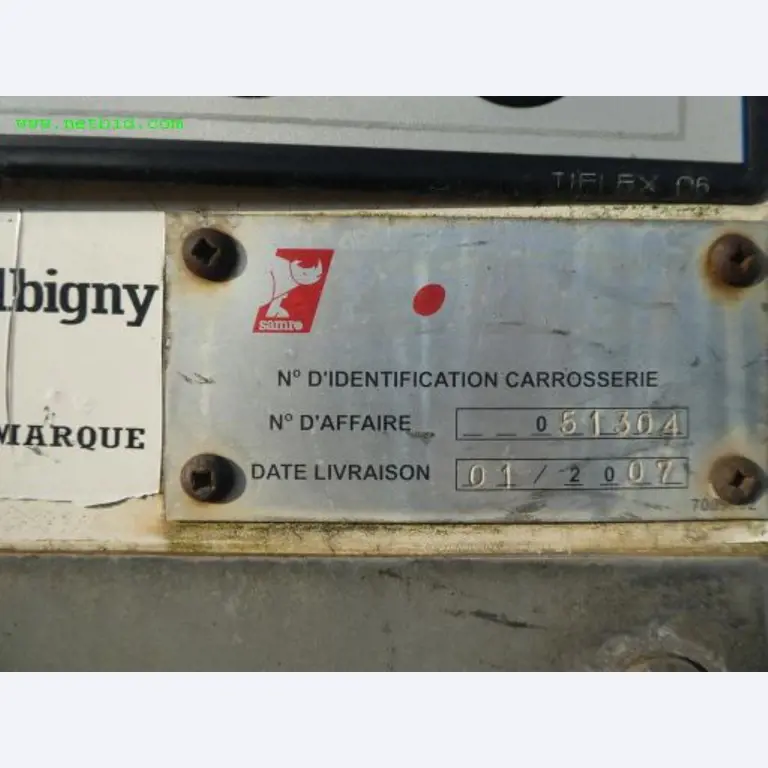 www.netbid.com
TIFLEX 06
lbigny
MARQUE
samro
N° D'IDENTIFICATION CARROSSERIE
N° D'AFFAIRE 051304
DATE LIVRAISON 01/2007